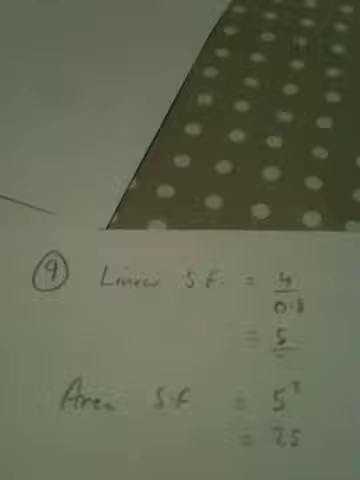 9 Linear S.F. = 4/0.8
= 5
Area S.F = 5²
= 25